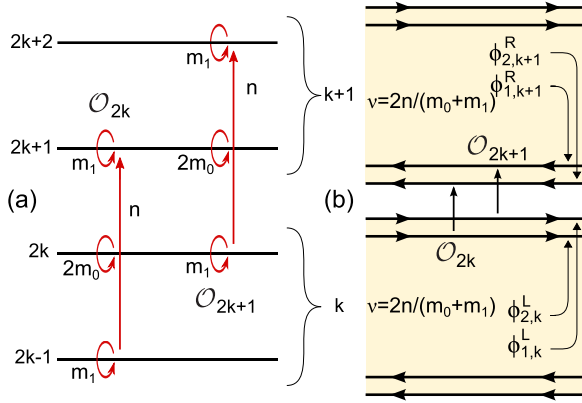 2k+2
m₁
n
𝒪₂ₖ
k+1
2k+1
m₁
2m₀
(a)
n
2k
2m₀
m₁
𝒪₂ₖ₊₁
k
2k-1
m₁
ϕᴿ₂,ₖ₊₁
ϕᴿ₁,ₖ₊₁
ν=2n/(m₀+m₁)
𝒪₂ₖ₊₁
(b)
𝒪₂ₖ
ν=2n/(m₀+m₁)
ϕᴸ₂,ₖ
ϕᴸ₁,ₖ